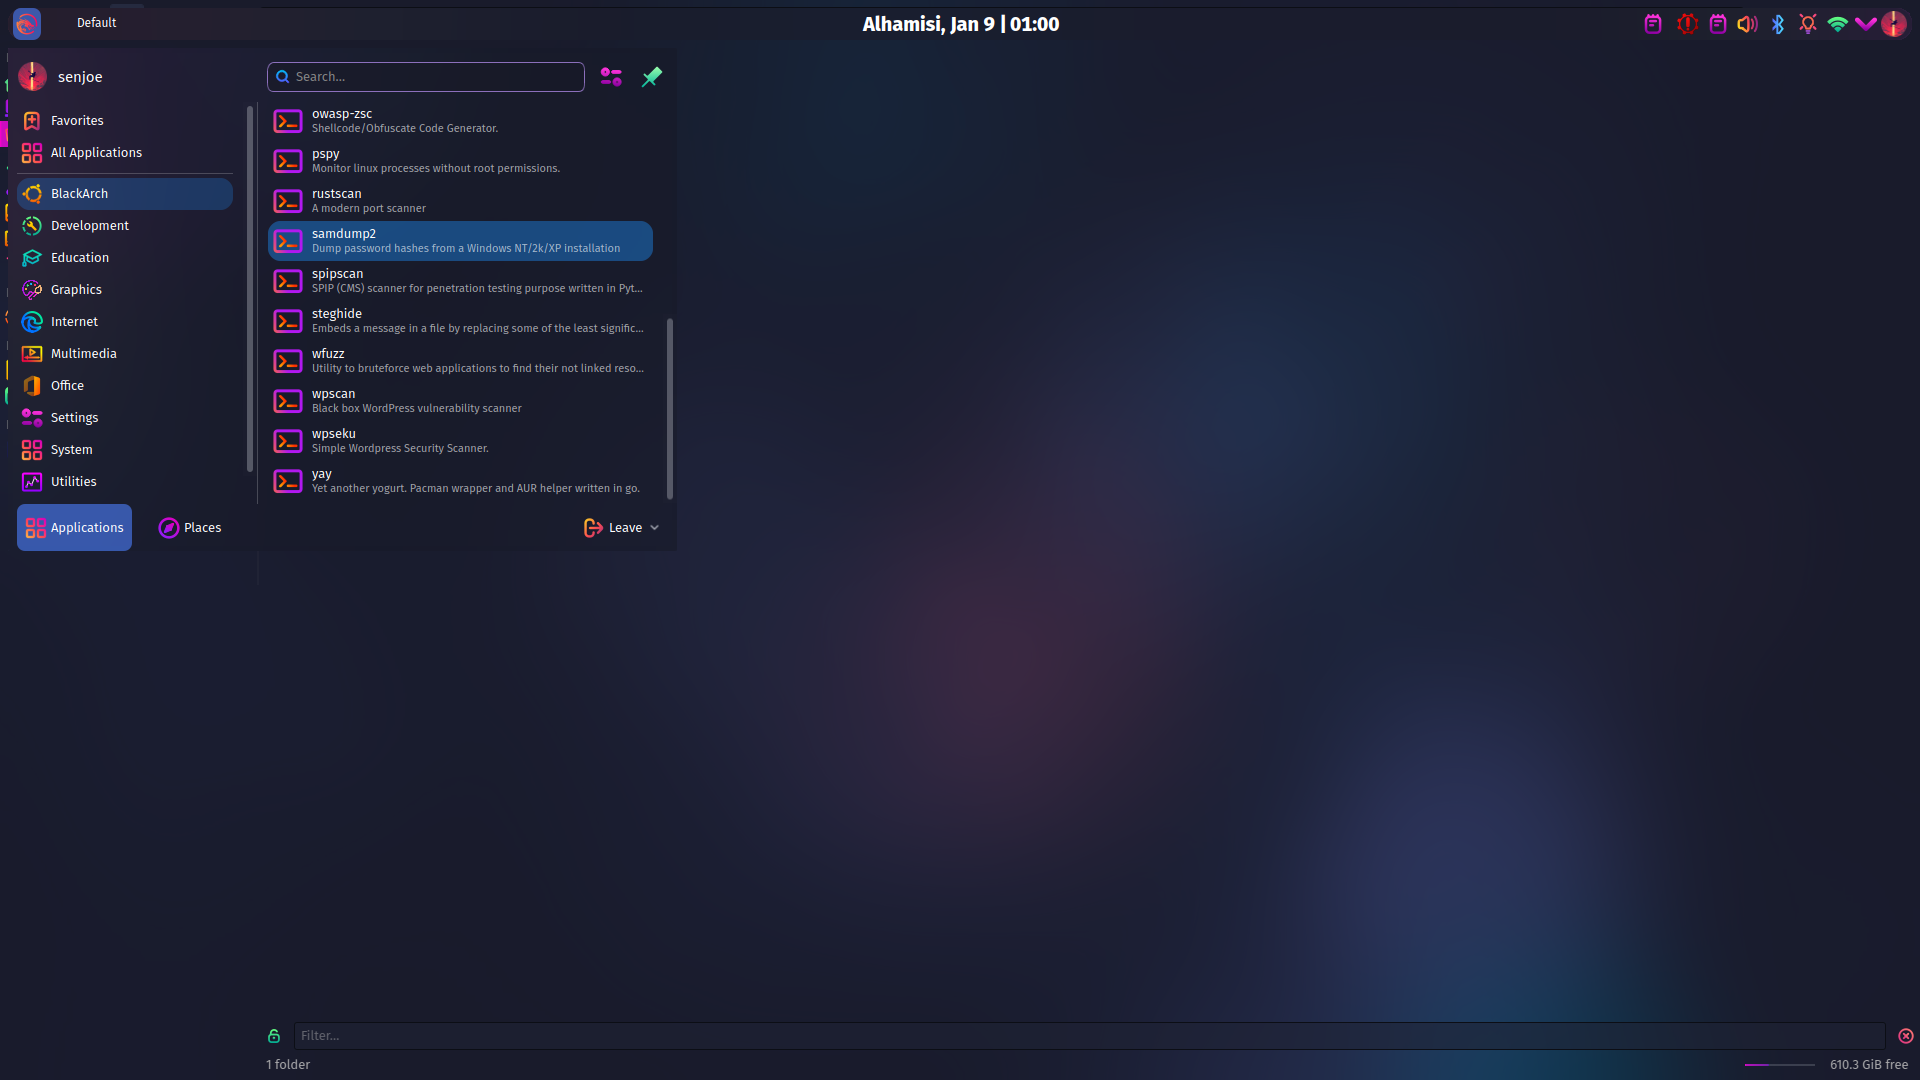 Default
Alhamisi, Jan 9 | 01:00
senjoe
Search...
Favorites
All Applications
BlackArch
Development
Education
Graphics
Internet
Multimedia
Office
Settings
System
Utilities
owasp-zsc
Shellcode/Obfuscate Code Generator.
pspy
Monitor linux processes without root permissions.
rustscan
A modern port scanner
samdump2
Dump password hashes from a Windows NT/2k/XP installation
spipscan
SPIP (CMS) scanner for penetration testing purpose written in Pyt...
steghide
Embeds a message in a file by replacing some of the least signific...
wfuzz
Utility to bruteforce web applications to find their not linked reso...
wpscan
Black box WordPress vulnerability scanner
wpseku
Simple Wordpress Security Scanner.
yay
Yet another yogurt. Pacman wrapper and AUR helper written in go.
Applications
Places
Leave
Filter...
1 folder
610.3 GiB free